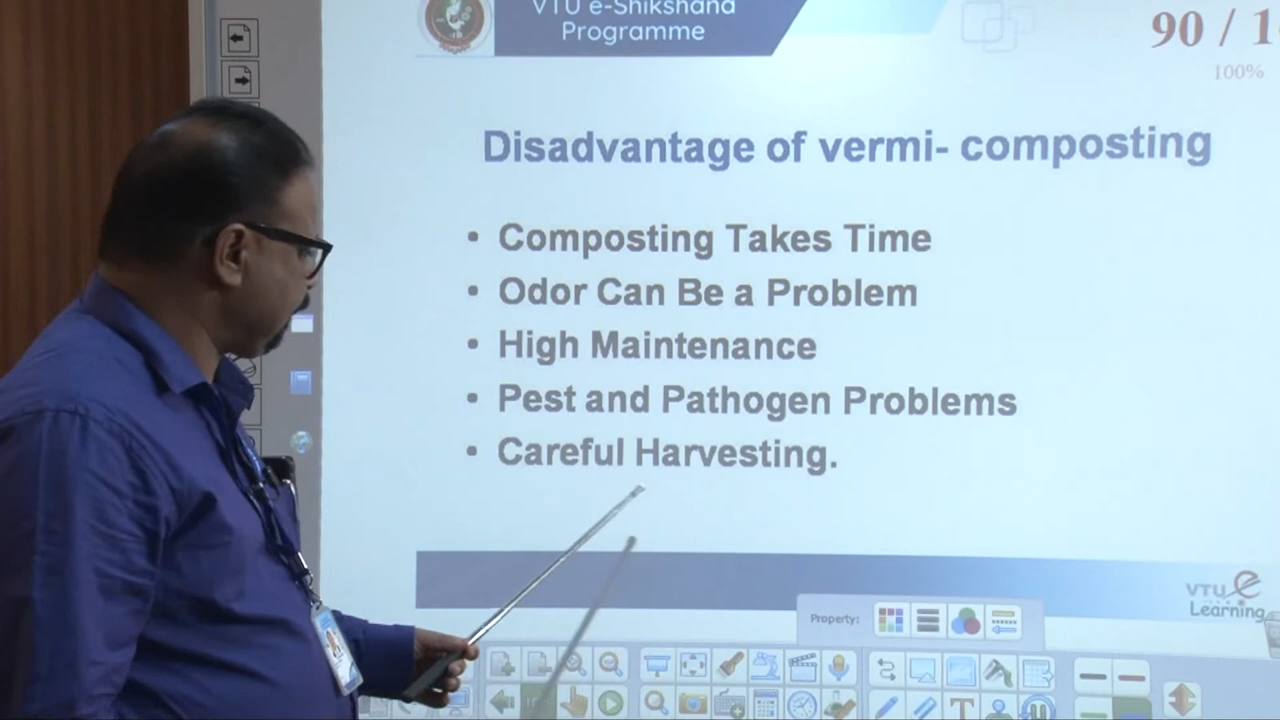 VTU e-Shikshana
Programme
90 /
100%
Disadvantage of vermi- composting
• Composting Takes Time
• Odor Can Be a Problem
• High Maintenance
• Pest and Pathogen Problems
• Careful Harvesting.
VTU e
Learning
Property: